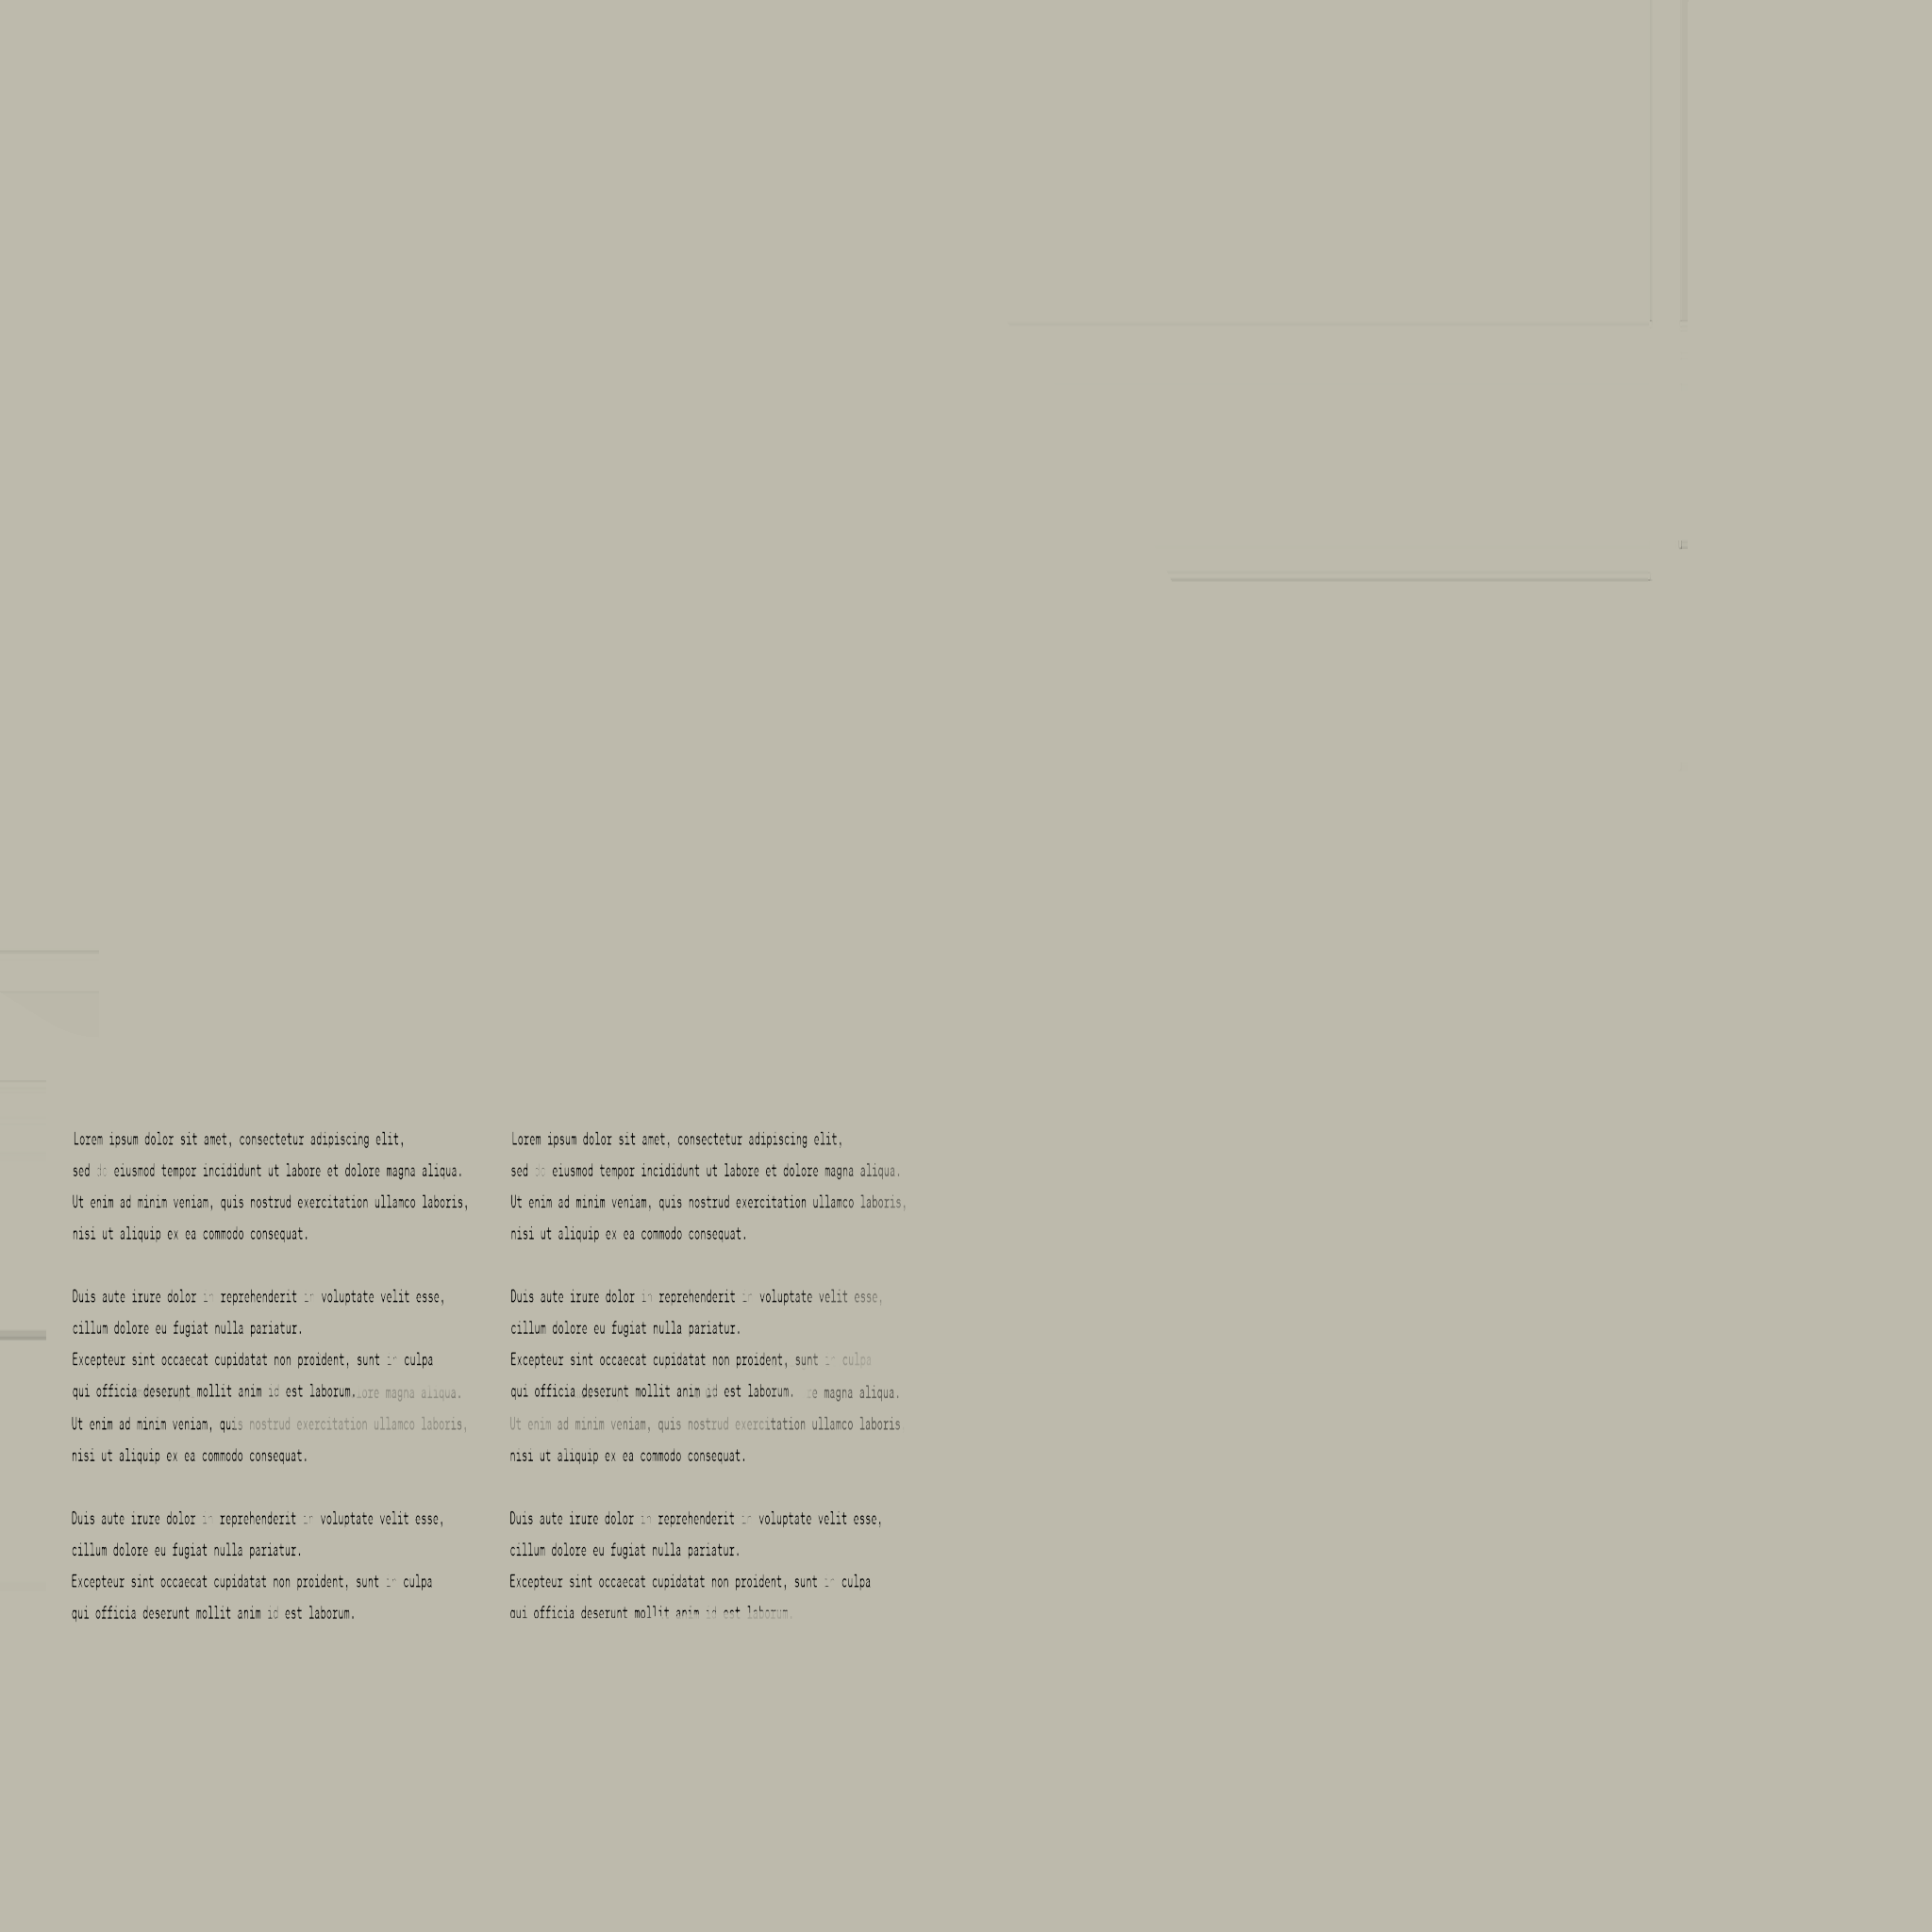 Lorem ipsum dolor sit amet, consectetur adipiscing elit,
sed do eiusmod tempor incididunt ut labore et dolore magna aliqua.
Ut enim ad minim veniam, quis nostrud exercitation ullamco laboris,
nisi ut aliquip ex ea commodo consequat.
Duis aute irure dolor in reprehenderit in voluptate velit esse,
cillum dolore eu fugiat nulla pariatur.
Excepteur sint occaecat cupidatat non proident, sunt in culpa
qui officia deserunt mollit anim id est laborum. magna aliqua.
Ut enim ad minim veniam, quis nostrud exercitation ullamco laboris,
nisi ut aliquip ex ea commodo consequat.
Duis aute irure dolor in reprehenderit in voluptate velit esse,
cillum dolore eu fugiat nulla pariatur.
Excepteur sint occaecat cupidatat non proident, sunt in culpa
qui officia deserunt mollit anim id est laborum.
Lorem ipsum dolor sit amet, consectetur adipiscing elit,
sed do eiusmod tempor incididunt ut labore et dolore magna aliqua.
Ut enim ad minim veniam, quis nostrud exercitation ullamco laboris,
nisi ut aliquip ex ea commodo consequat.
Duis aute irure dolor in reprehenderit in voluptate velit esse,
cillum dolore eu fugiat nulla pariatur.
Excepteur sint occaecat cupidatat non proident, sunt in culpa
qui officia deserunt mollit anim id est laborum. magna aliqua.
Ut enim ad minim veniam, quis nostrud exercitation ullamco laboris
nisi ut aliquip ex ea commodo consequat.
Duis aute irure dolor in reprehenderit in voluptate velit esse,
cillum dolore eu fugiat nulla pariatur.
Excepteur sint occaecat cupidatat non proident, sunt in culpa
qui officia deserunt mollit anim id est laborum.